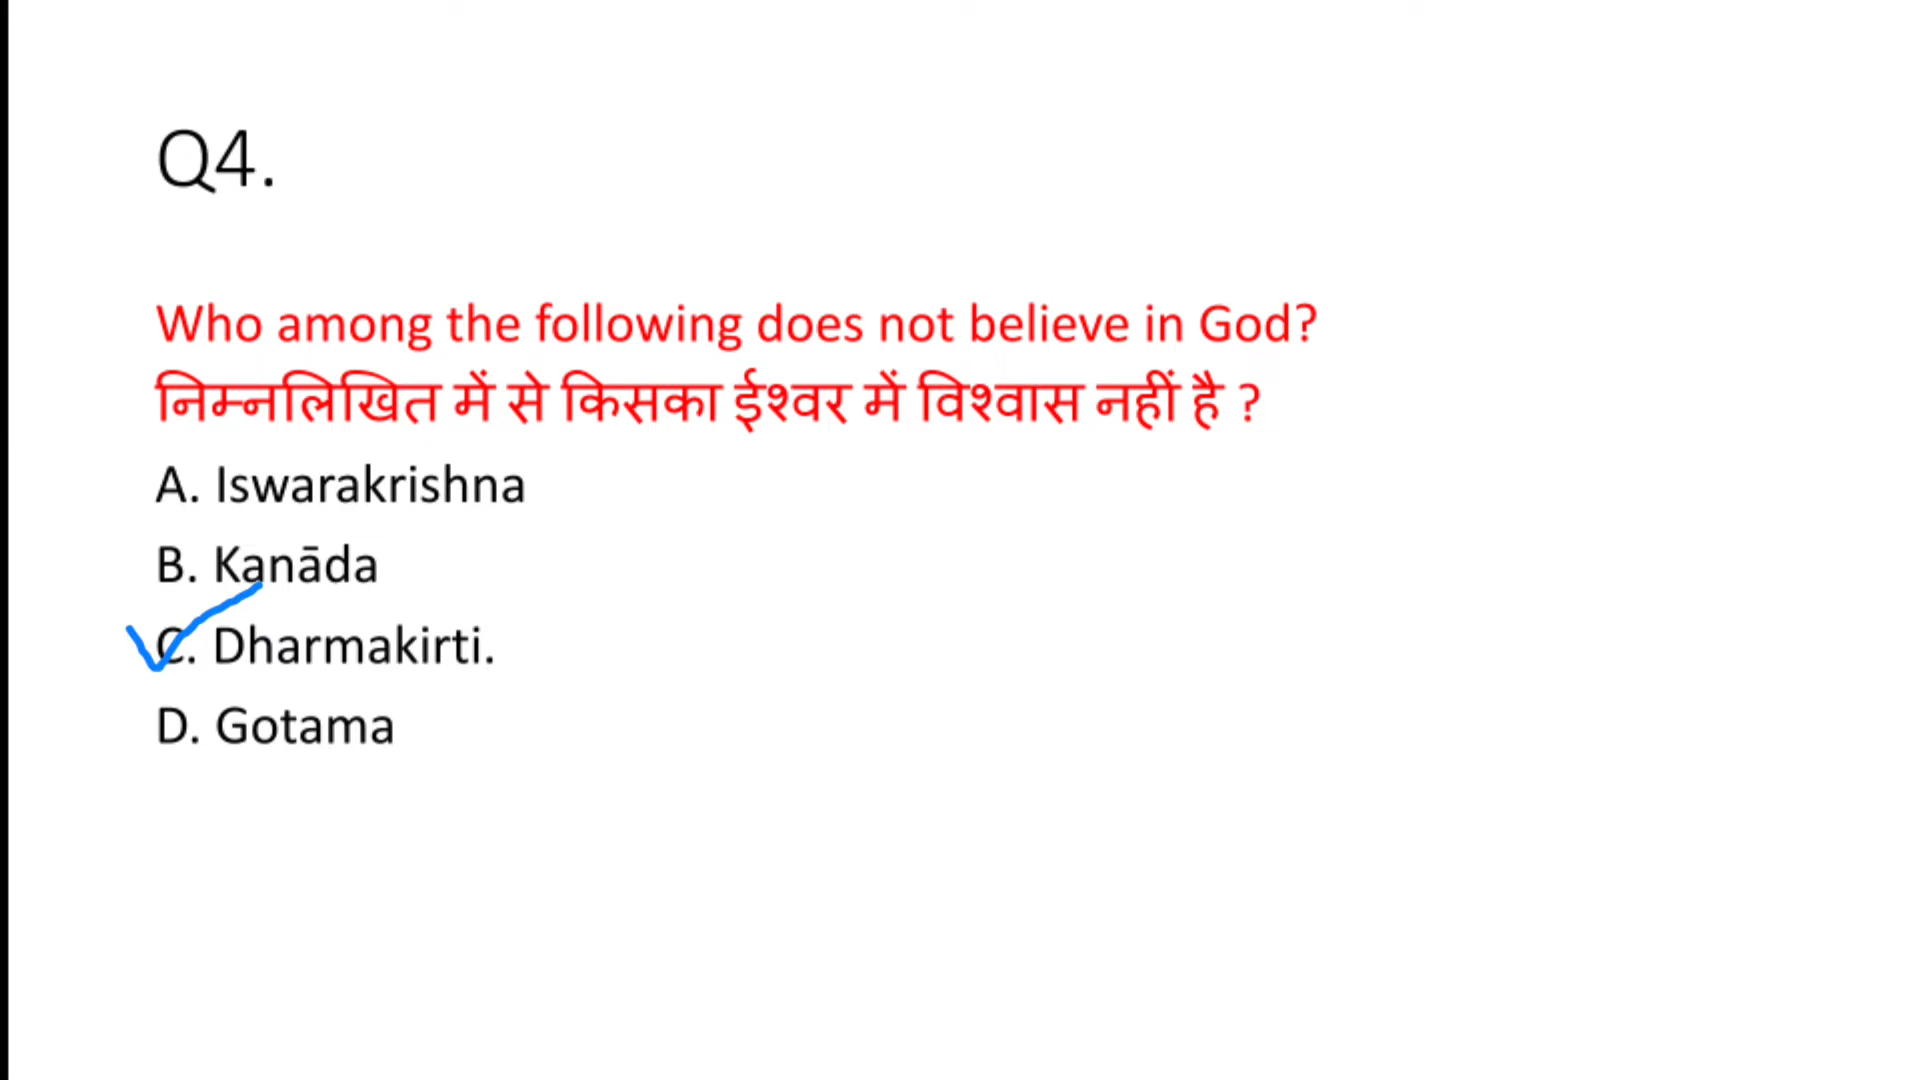 Q4.
Who among the following does not believe in God?
निम्नलिखित में से किसका ईश्वर में विश्वास नहीं है ?
A. Iswarakrishna
B. Kanāda
C. Dharmakirti.
D. Gotama